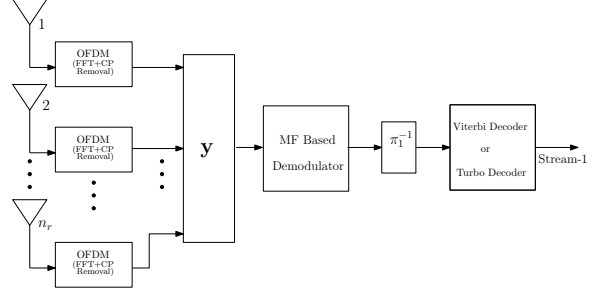 1
OFDM
(FFT+CP
Removal)
2
OFDM
(FFT+CP
Removal)
n_r
OFDM
(FFT+CP
Removal)
y
MF Based
Demodulator
π₁⁻¹
Viterbi Decoder
or
Turbo Decoder
Stream-1